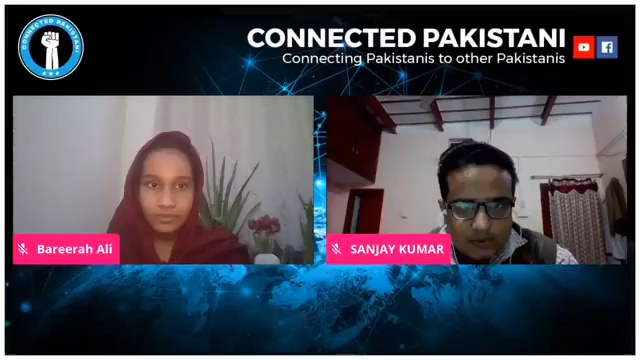 CONNECTED PAKISTANI
CONNECTED PAKISTANI
Connecting Pakistanis to other Pakistanis
Bareerah Ali
SANJAY KUMAR